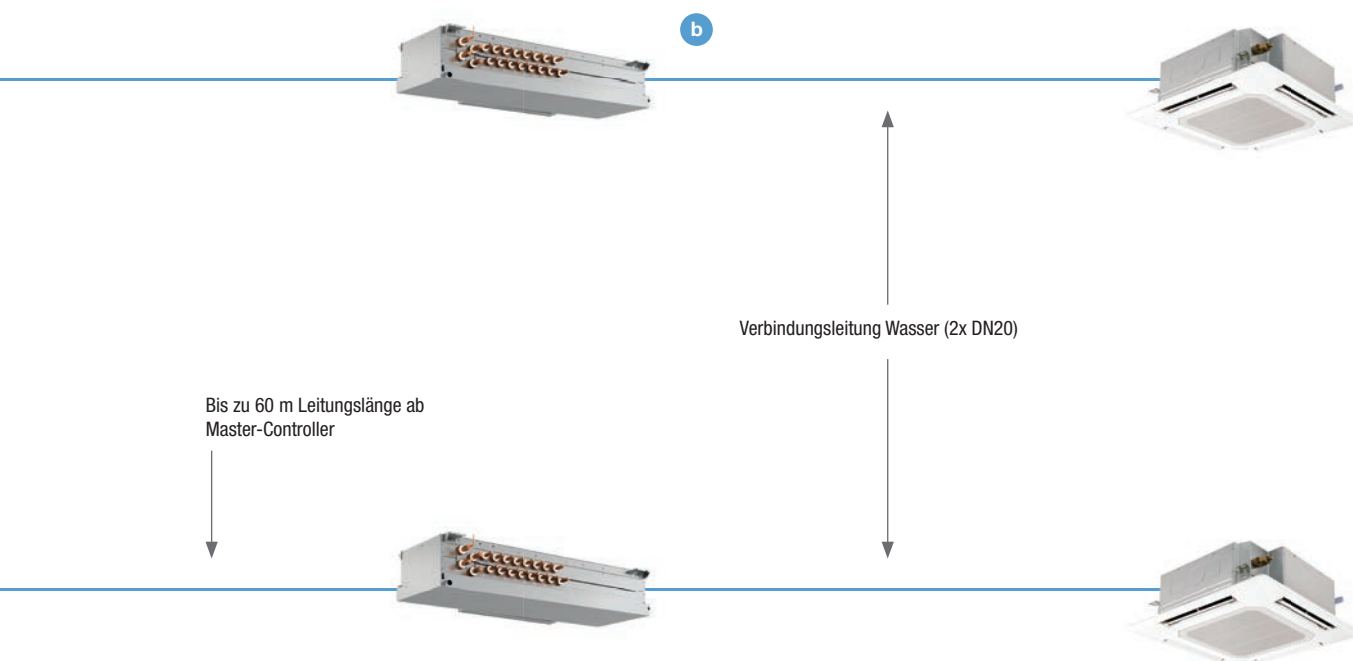 b
Verbindungsleitung Wasser (2x DN20)
Bis zu 60 m Leitungslänge ab
Master-Controller